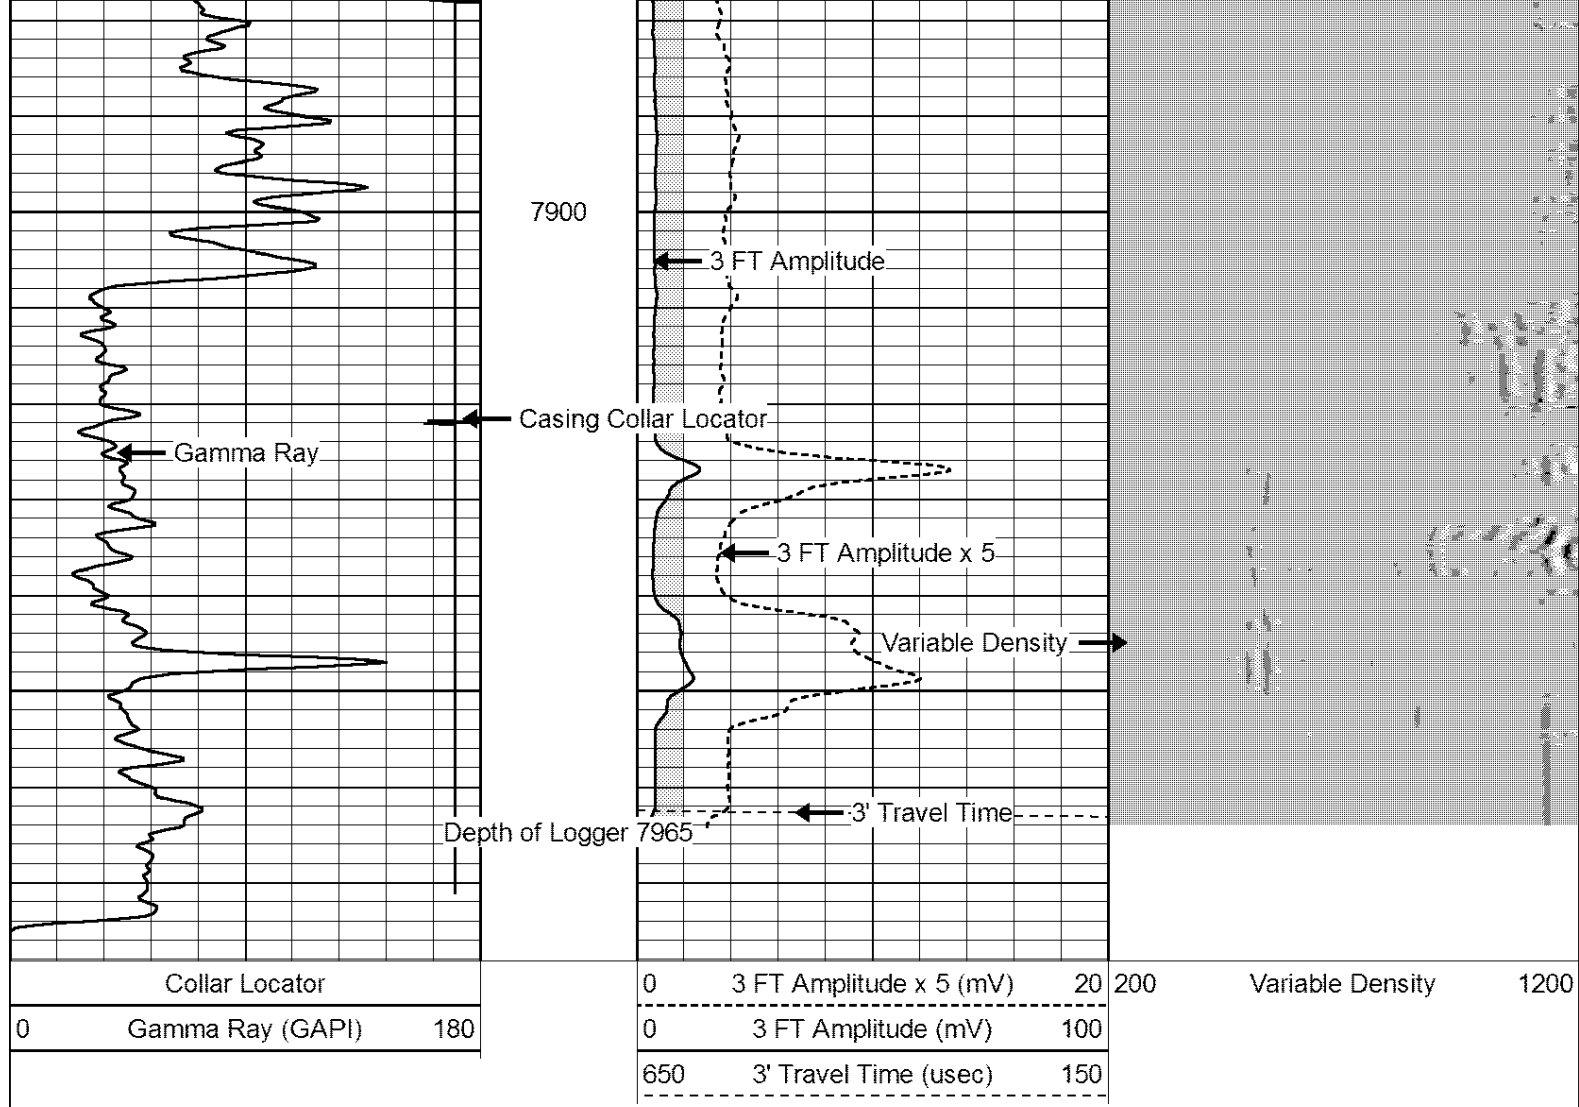 7900
3 FT Amplitude
Casing Collar Locator
Gamma Ray
3 FT Amplitude x 5
Variable Density
3' Travel Time
Depth of Logger 7965
Collar Locator
0 Gamma Ray (GAPI) 180
0 3 FT Amplitude x 5 (mV) 20
0 3 FT Amplitude (mV) 100
650 3' Travel Time (usec) 150
200 Variable Density 1200